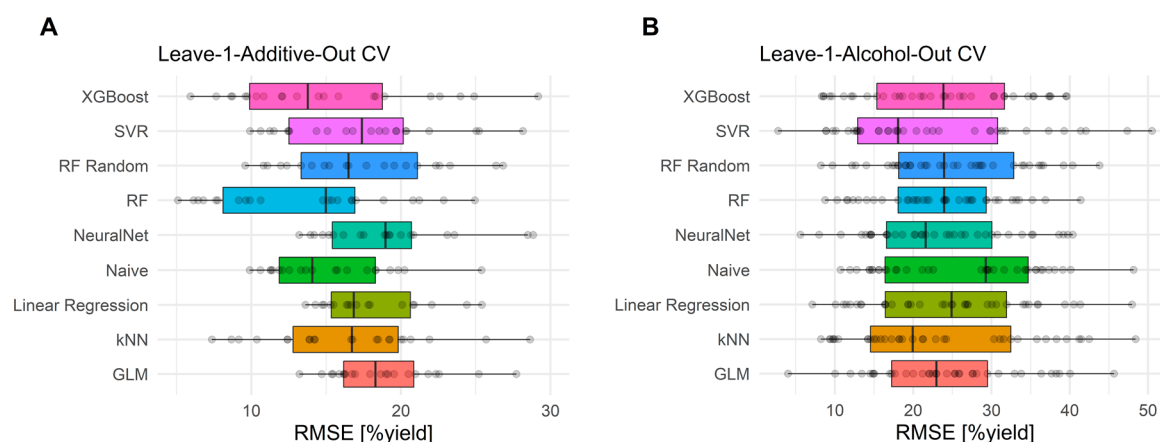 A
Leave-1-Additive-Out CV
XGBoost
SVR
RF Random
RF
NeuralNet
Naive
Linear Regression
kNN
GLM
10 20 30
RMSE [%yield]
B
Leave-1-Alcohol-Out CV
XGBoost
SVR
RF Random
RF
NeuralNet
Naive
Linear Regression
kNN
GLM
10 20 30 40 50
RMSE [%yield]